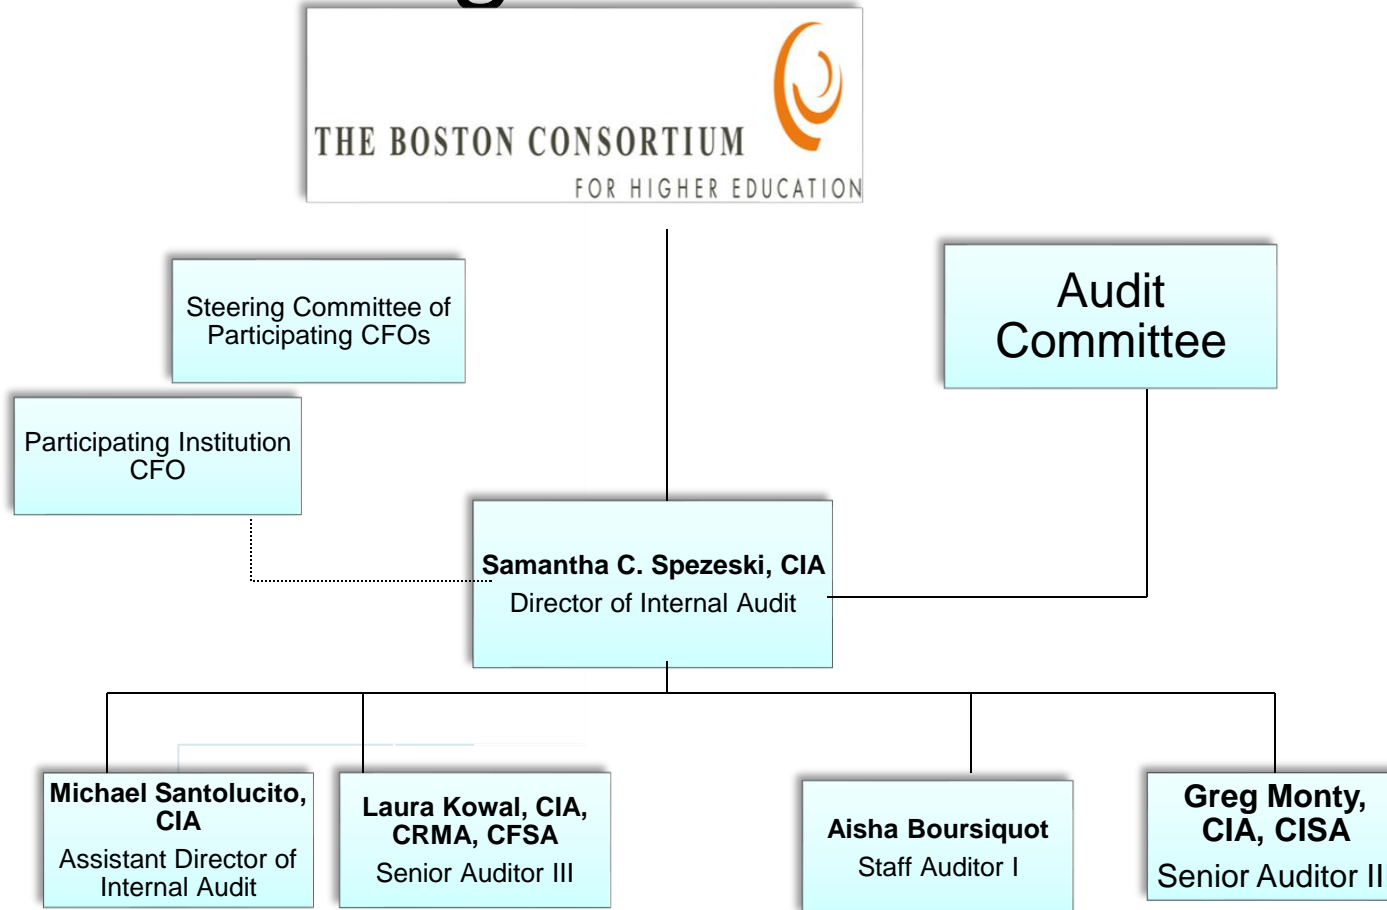 THE BOSTON CONSORTIUM
FOR HIGHER EDUCATION
Steering Committee of
Participating CFOs
Audit
Committee
Participating Institution
CFO
Samantha C. Spezeski, CIA
Director of Internal Audit
Michael Santolucito,
CIA
Assistant Director of
Internal Audit
Laura Kowal, CIA,
CRMA, CFSA
Senior Auditor III
Aisha Boursiquot
Staff Auditor I
Greg Monty,
CIA, CISA
Senior Auditor II